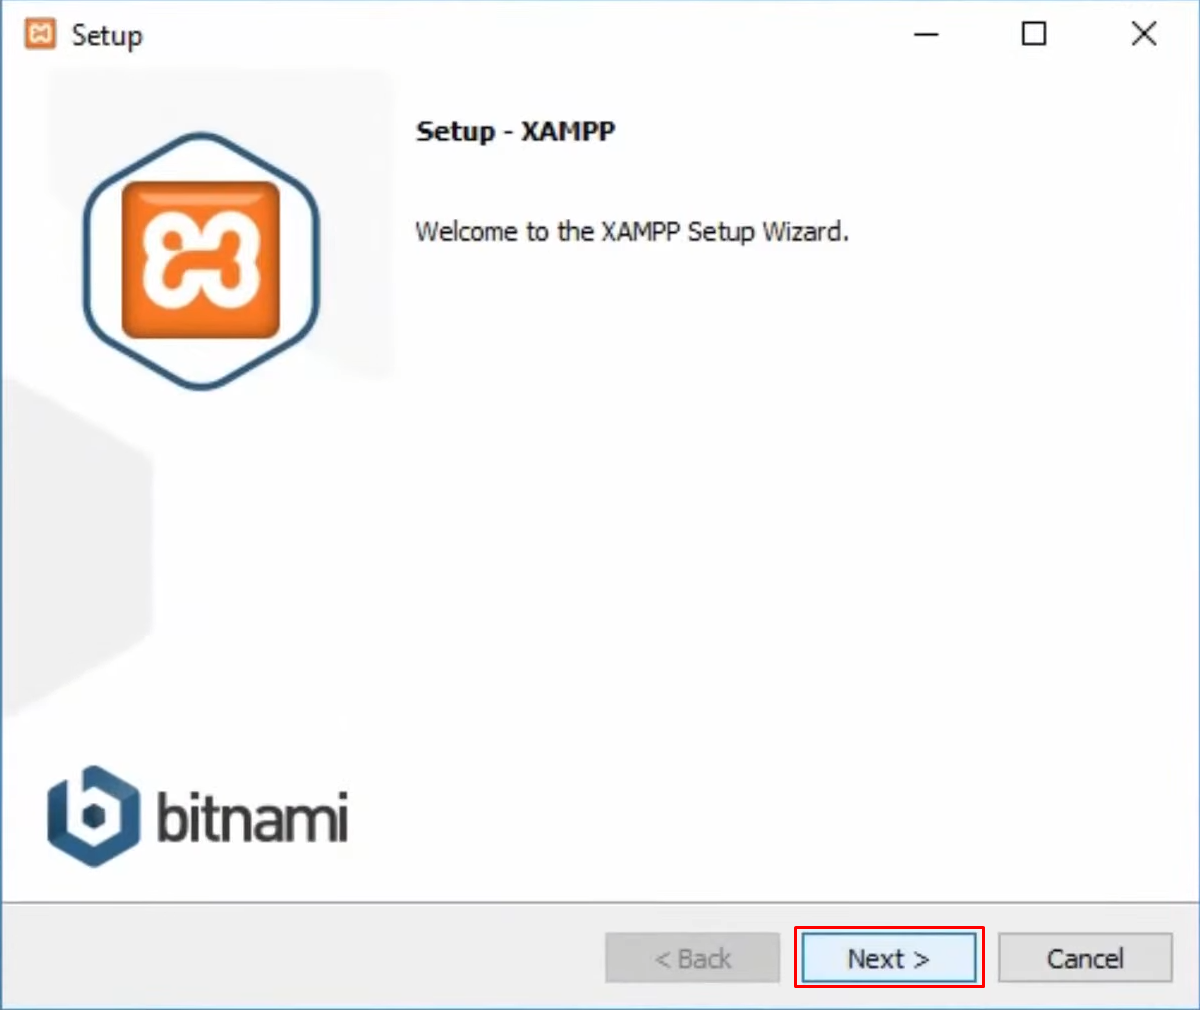 Setup
Setup - XAMPP
Welcome to the XAMPP Setup Wizard.
bitnami
< Back
Next >
Cancel